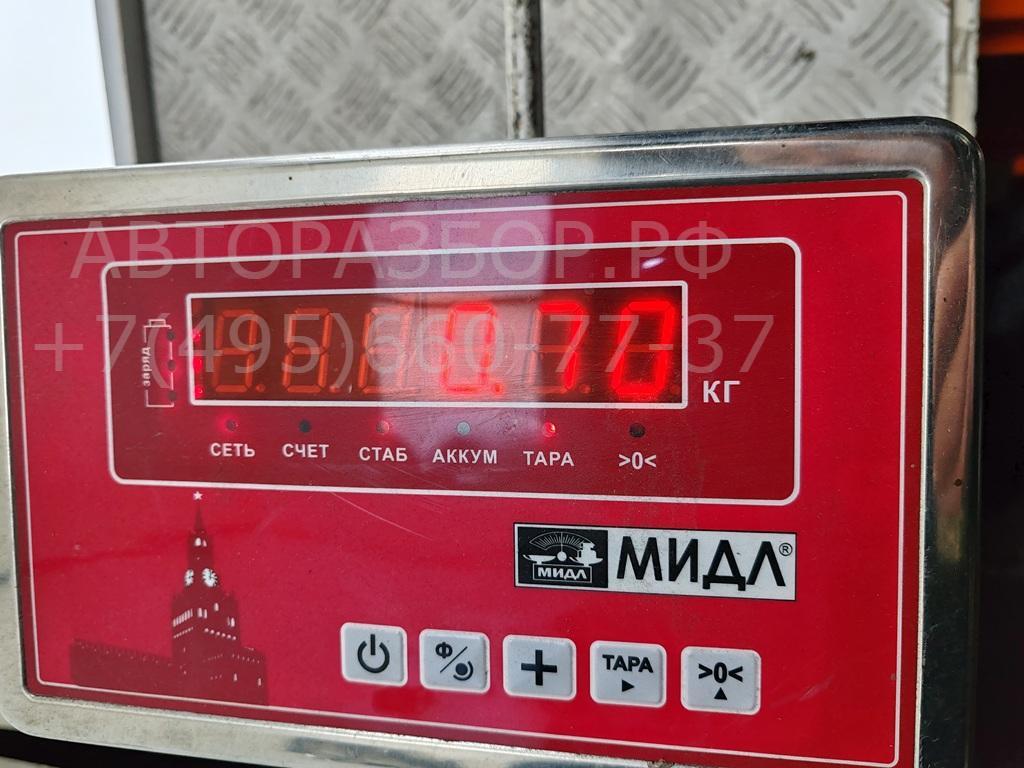 АВТОРАЗБОР.РФ
+7(495)660-77-37
заряд
0.70
КГ
СЕТЬ СЧЕТ СТАБ АККУМ ТАРА >0<
МИДЛ МИДЛ®
Ф/ + ТАРА >0<